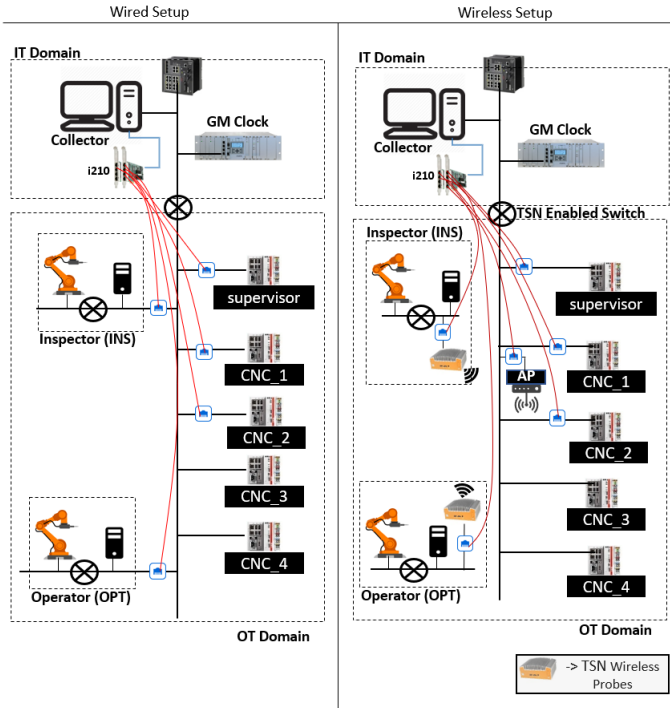 Wired Setup
IT Domain
Collector
GM Clock
i210
Inspector (INS)
supervisor
CNC_1
CNC_2
CNC_3
CNC_4
Operator (OPT)
OT Domain
Wireless Setup
IT Domain
Collector
GM Clock
i210
TSN Enabled Switch
Inspector (INS)
supervisor
AP
CNC_1
CNC_2
CNC_3
CNC_4
Operator (OPT)
OT Domain
-> TSN Wireless
Probes